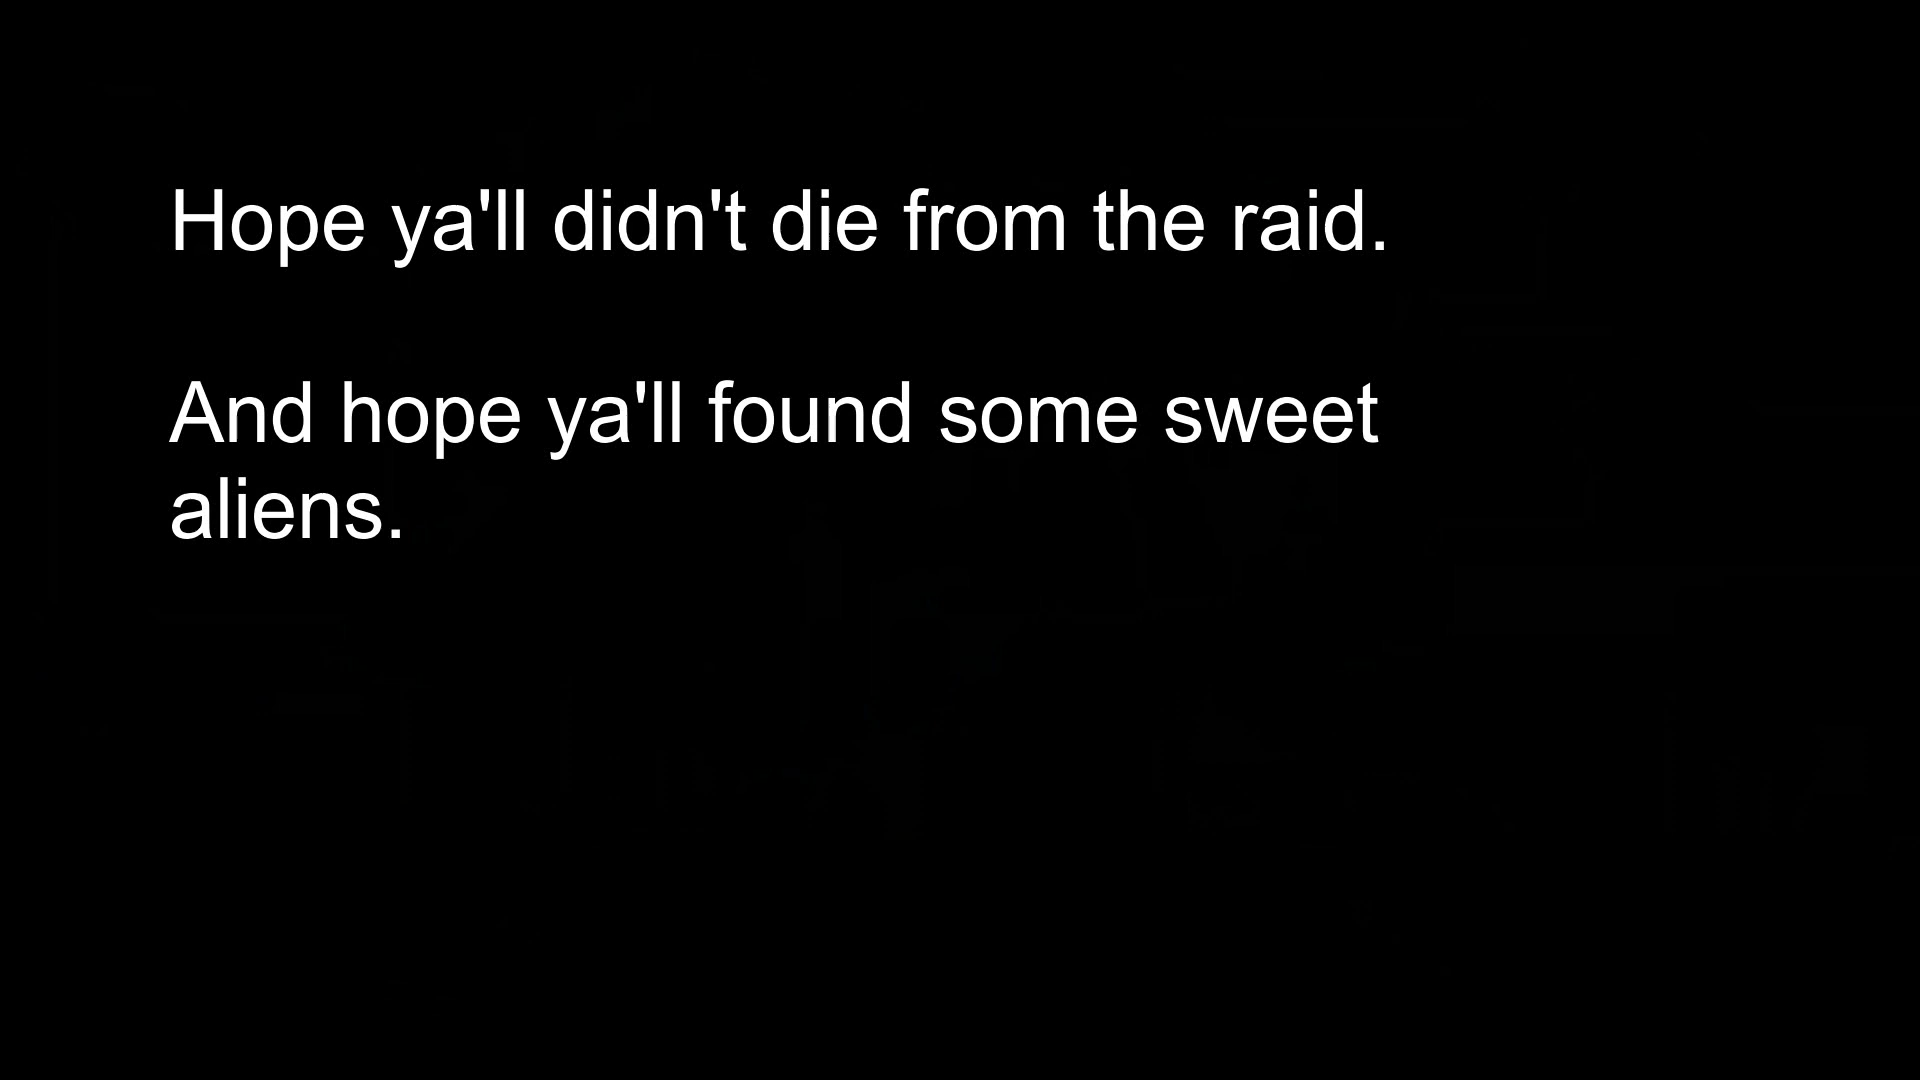 Hope ya'll didn't die from the raid.
And hope ya'll found some sweet
aliens.